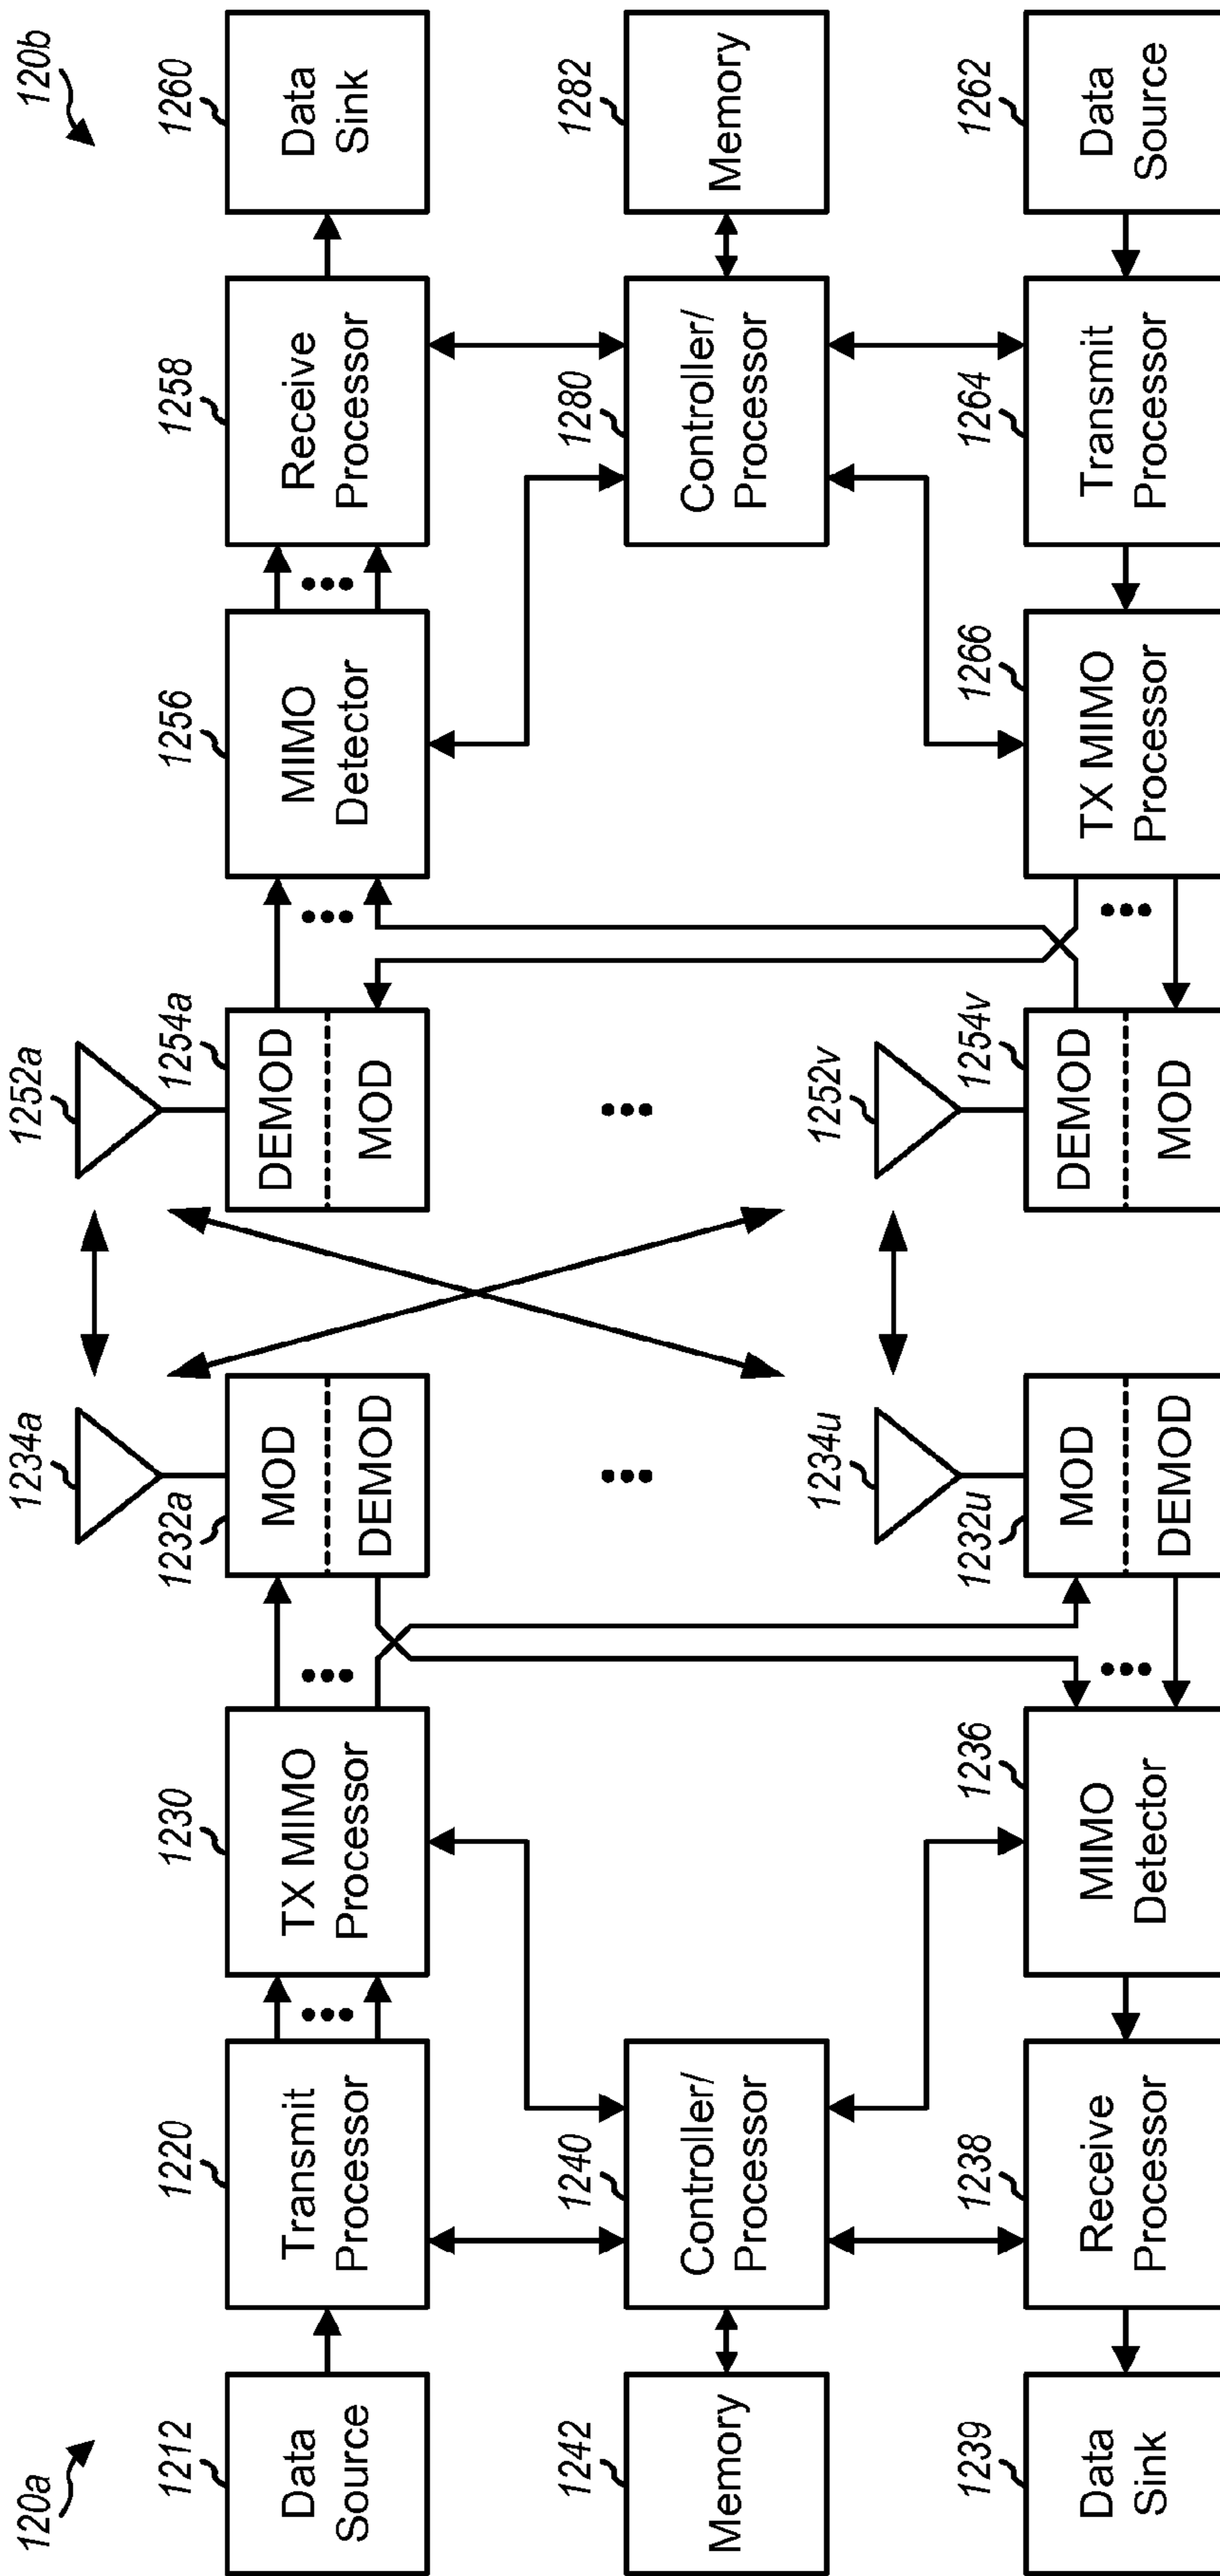 120a
1212
Data
Source
1220
Transmit
Processor
1230
TX MIMO
Processor
1234a
1232a
MOD
DEMOD
1252a
1254a
DEMOD
MOD
1256
MIMO
Detector
1258
Receive
Processor
1260
Data
Sink
120b
1242
Memory
1240
Controller/
Processor
1280
Controller/
Processor
1282
Memory
1239
Data
Sink
1238
Receive
Processor
1236
MIMO
Detector
1234u
1232u
MOD
DEMOD
1252v
1254v
DEMOD
MOD
1266
TX MIMO
Processor
1264
Transmit
Processor
1262
Data
Source